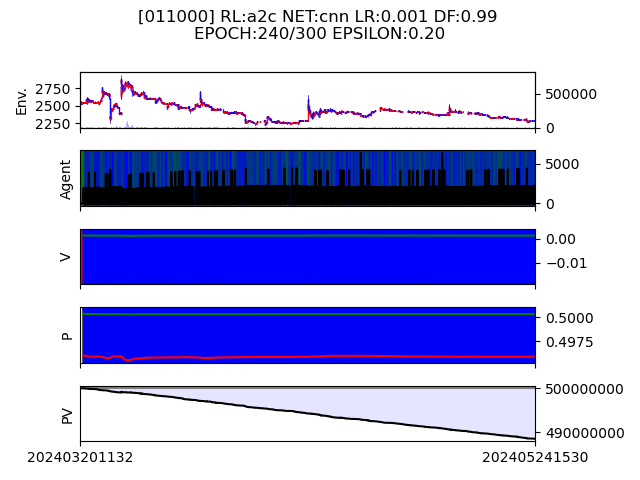 [011000] RL:a2c NET:cnn LR:0.001 DF:0.99
EPOCH:240/300 EPSILON:0.20
Env.
2750
2500
2250
500000
0
Agent
5000
0
V
0.00
−0.01
P
0.5000
0.4975
PV
500000000
490000000
202403201132
202405241530